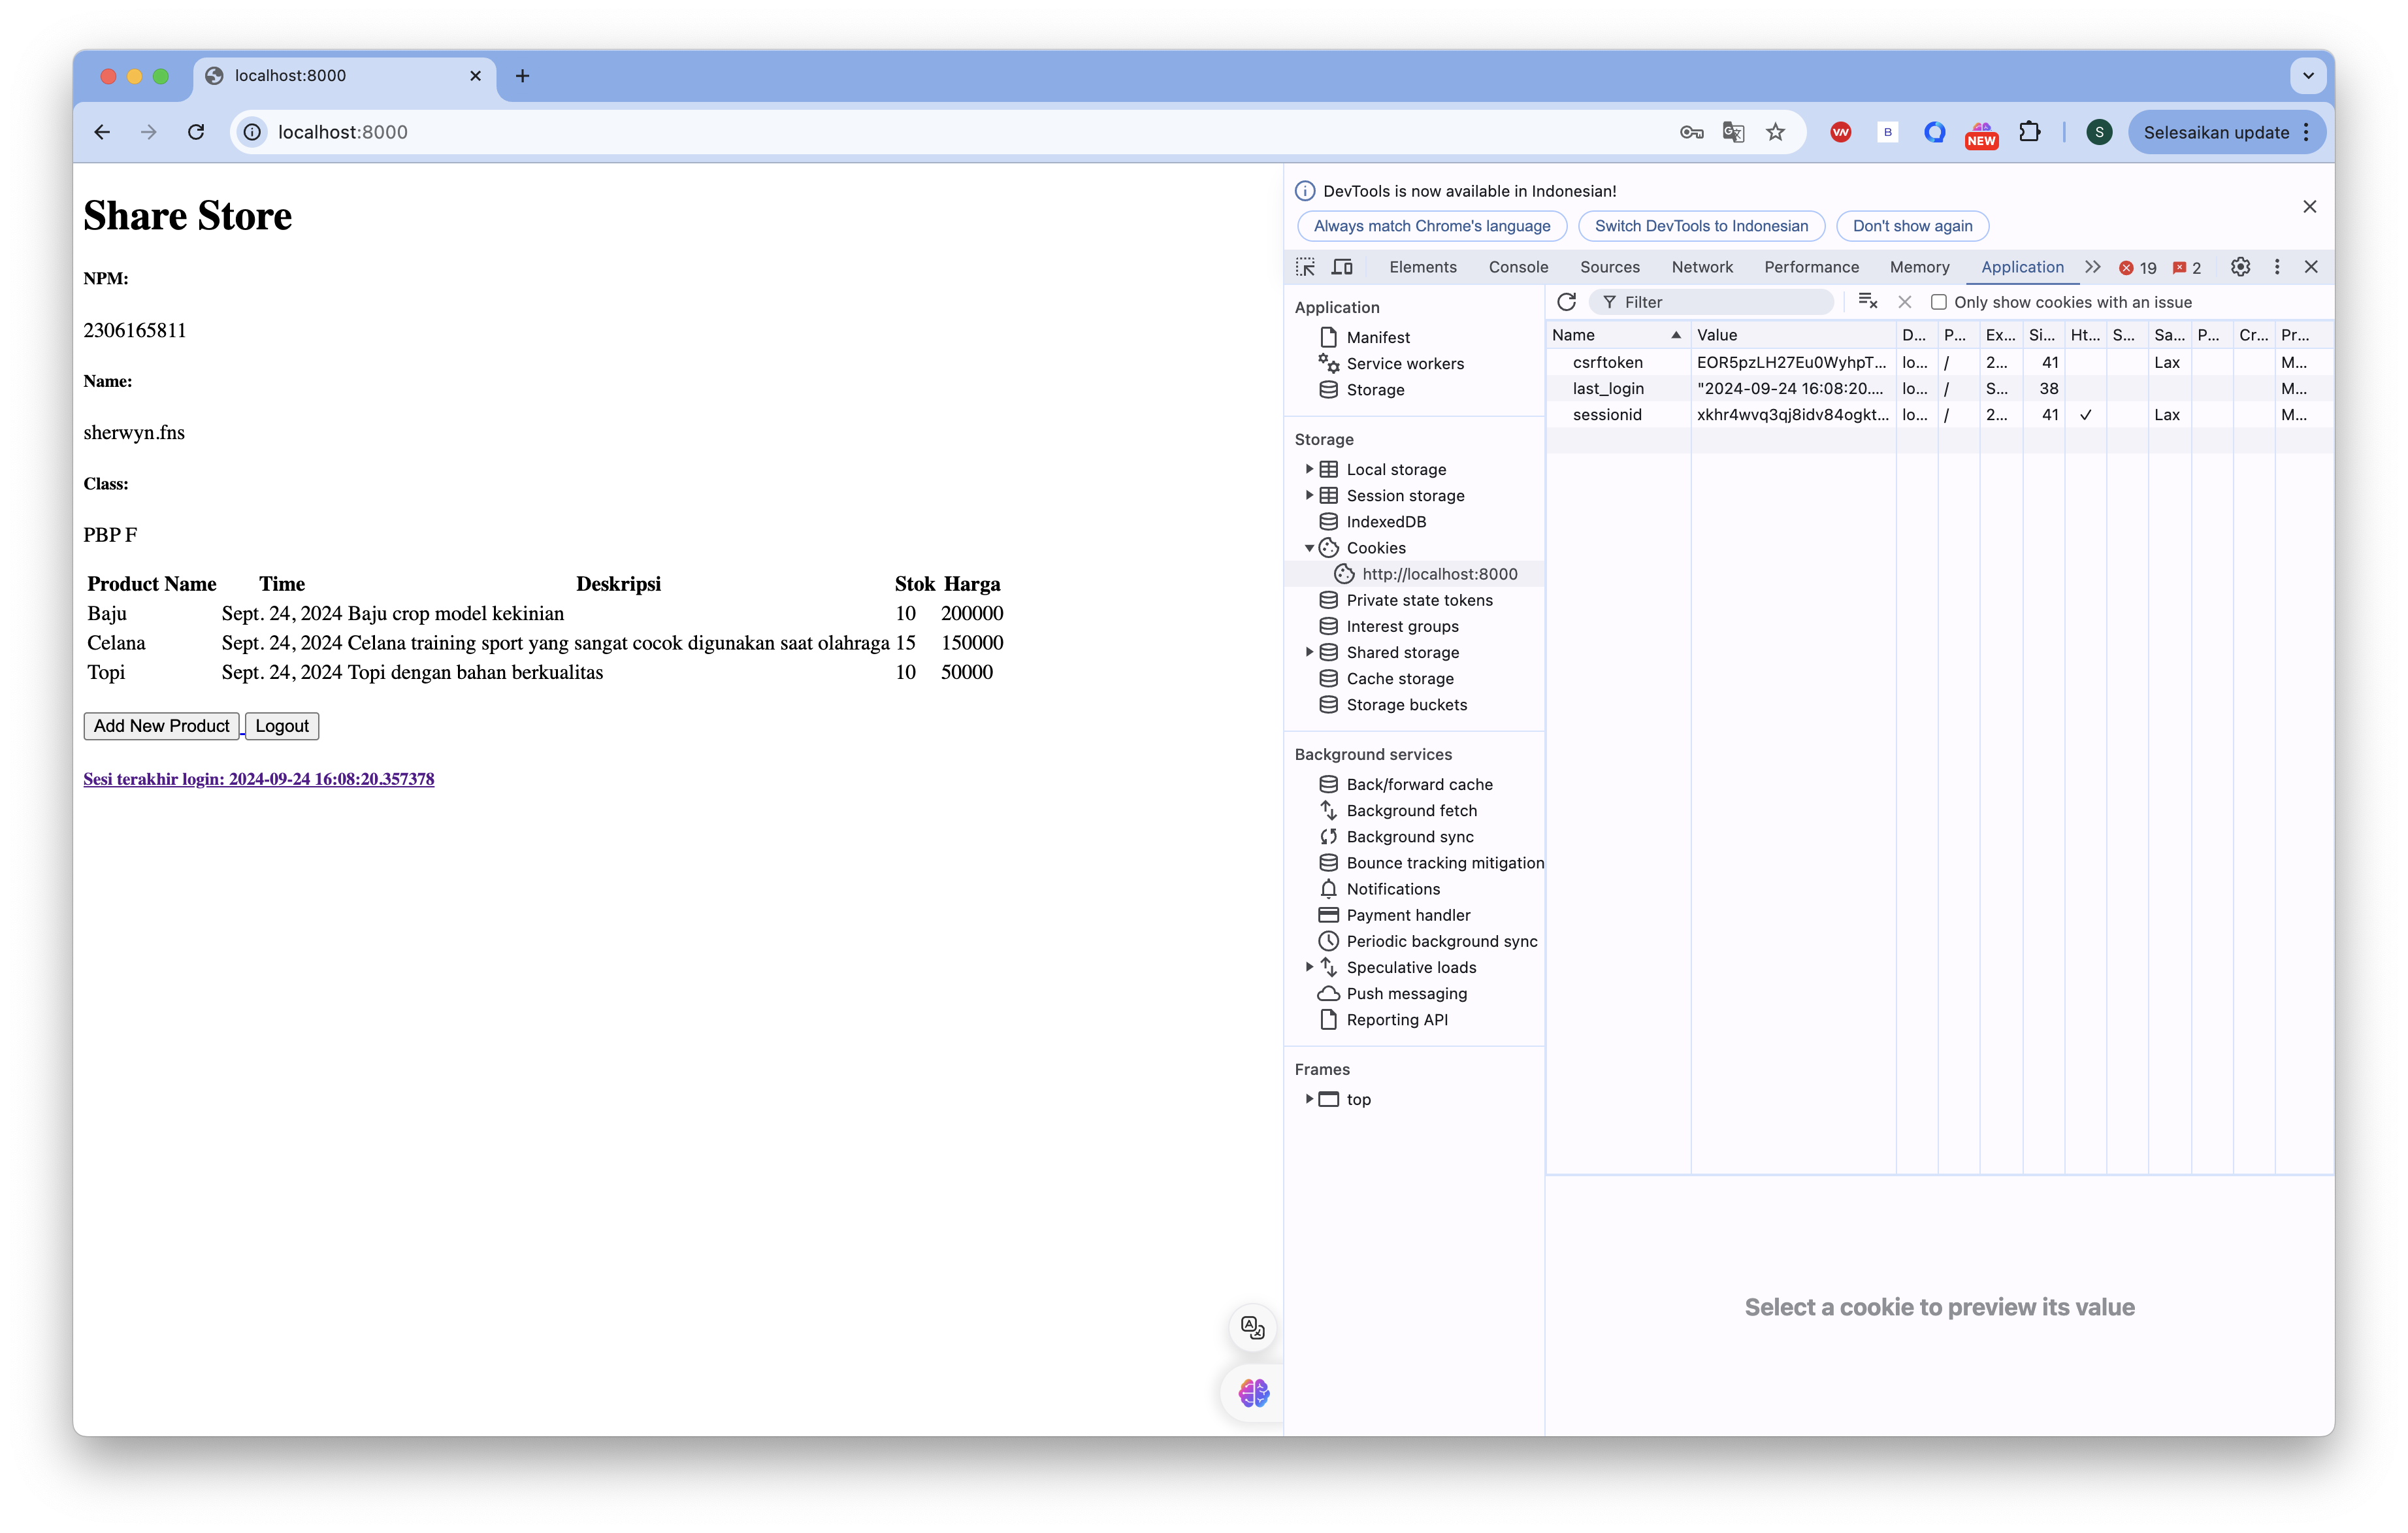 localhost:8000
localhost:8000
NEW
S
Selesaikan update
Share Store
NPM:
2306165811
Name:
sherwyn.fns
Class:
PBP F
Product Name Time Deskripsi Stok Harga
Baju Sept. 24, 2024 Baju crop model kekinian 10 200000
Celana Sept. 24, 2024 Celana training sport yang sangat cocok digunakan saat olahraga 15 150000
Topi Sept. 24, 2024 Topi dengan bahan berkualitas 10 50000
Add New Product Logout
Sesi terakhir login: 2024-09-24 16:08:20.357378
DevTools is now available in Indonesian!
Always match Chrome's language Switch DevTools to Indonesian Don't show again
Elements Console Sources Network Performance Memory Application 19 2
Application
Manifest
Service workers
Storage
Storage
Local storage
Session storage
IndexedDB
Cookies
http://localhost:8000
Private state tokens
Interest groups
Shared storage
Cache storage
Storage buckets
Background services
Back/forward cache
Background fetch
Background sync
Bounce tracking mitigation
Notifications
Payment handler
Periodic background sync
Speculative loads
Push messaging
Reporting API
Frames
top
Filter Only show cookies with an issue
Name Value D... P... Ex... Si... Ht... S... Sa... P... Cr... Pr...
csrftoken EOR5pzLH27Eu0WyhpT... lo... / 2... 41 Lax M...
last_login "2024-09-24 16:08:20.... lo... / S... 38 M...
sessionid xkhr4wvq3qj8idv84ogkt... lo... / 2... 41 ✓ Lax M...
Select a cookie to preview its value